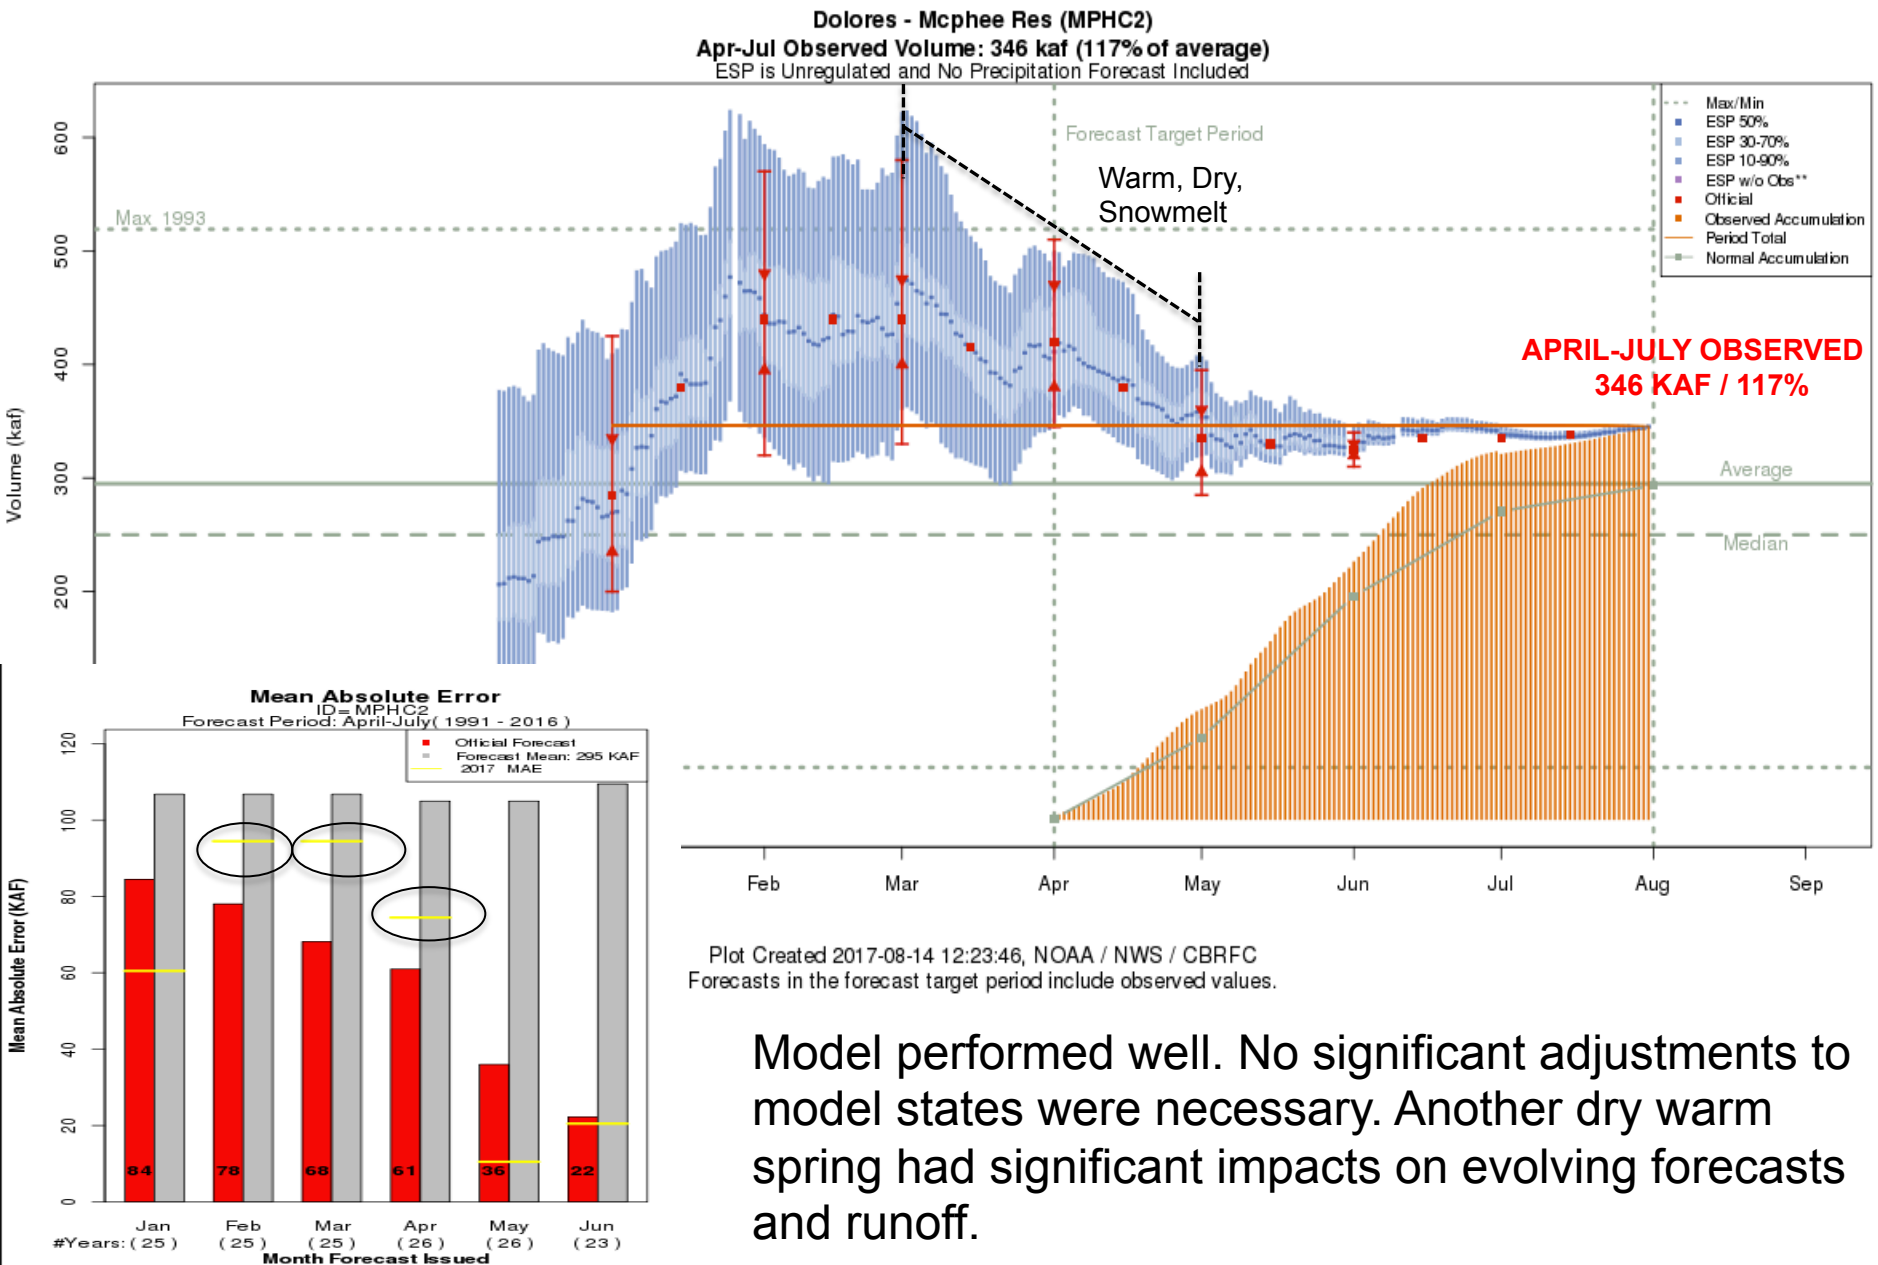 Dolores - Mcphee Res (MPHC2)
Apr-Jul Observed Volume: 346 kaf (117% of average)
ESP is Unregulated and No Precipitation Forecast Included
Max/Min
ESP 50%
ESP 30-70%
ESP 10-90%
ESP w/o Obs**
Official
Observed Accumulation
Period Total
Normal Accumulation
Forecast Target Period
Warm, Dry,
Snowmelt
Max 1993
APRIL-JULY OBSERVED
346 KAF / 117%
Average
Median
Volume (kaf)
600
500
400
300
200
Feb Mar Apr May Jun Jul Aug Sep
Plot Created 2017-08-14 12:23:46, NOAA / NWS / CBRFC
Forecasts in the forecast target period include observed values.
Mean Absolute Error
ID= MPHC2
Forecast Period: April-July( 1991 - 2016 )
Official Forecast
Forecast Mean: 295 KAF
2017 MAE
Mean Absolute Error (KAF)
120
100
80
60
40
20
0
84 78 68 61 36 22
Jan Feb Mar Apr May Jun
#Years: ( 25 ) ( 25 ) ( 25 ) ( 26 ) ( 26 ) ( 23 )
Month Forecast Issued
Model performed well. No significant adjustments to
model states were necessary. Another dry warm
spring had significant impacts on evolving forecasts
and runoff.